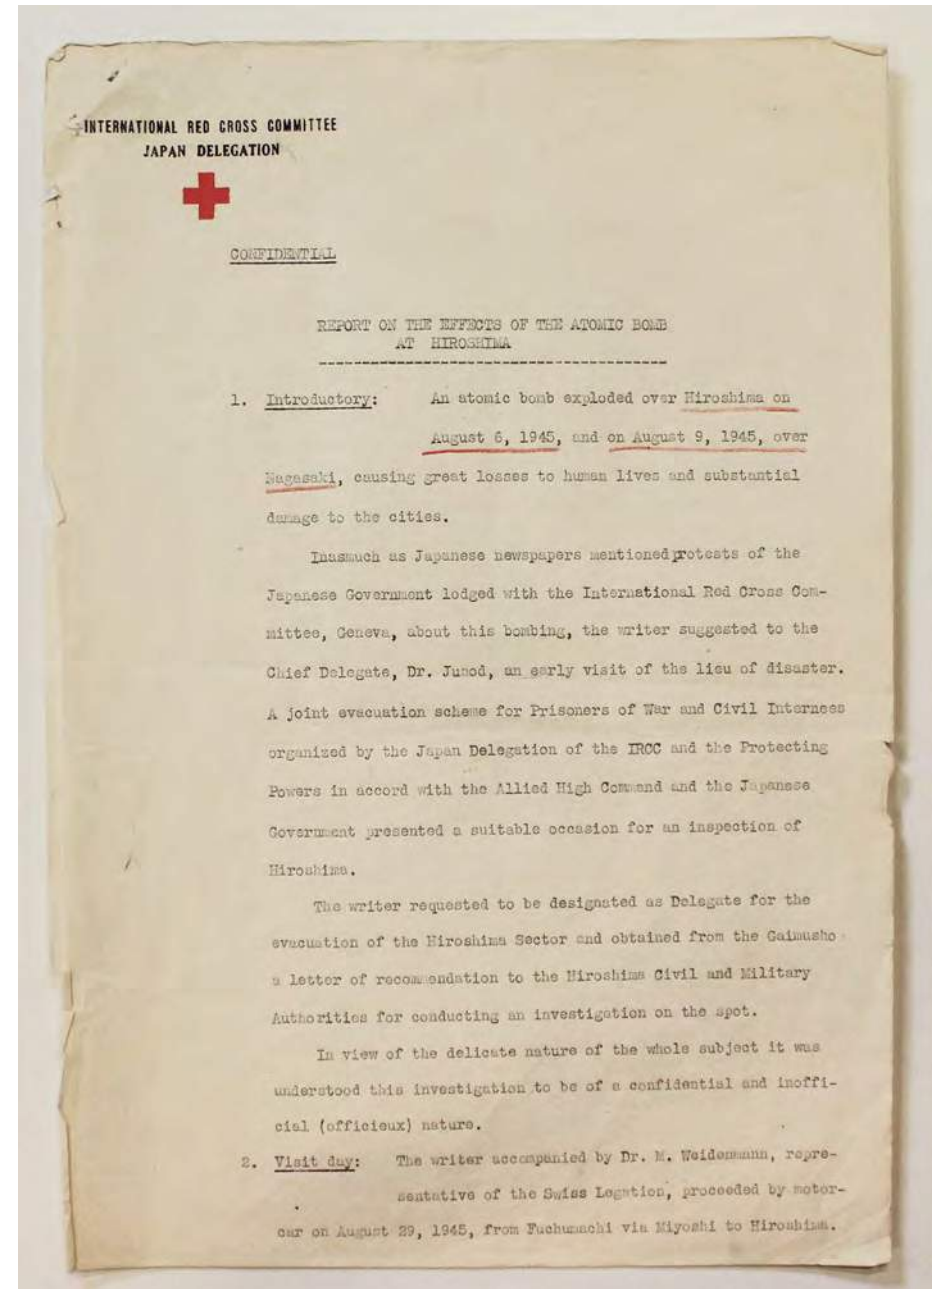 INTERNATIONAL RED CROSS COMMITTEE
JAPAN DELEGATION
CONFIDENTIAL
REPORT ON THE EFFECTS OF THE ATOMIC BOMB
AT HIROSHIMA
----------------------------------------
1. Introductory: An atomic bomb exploded over Hiroshima on
August 6, 1945, and on August 9, 1945, over
Nagasaki, causing great losses to human lives and substantial
damage to the cities.
Inasmuch as Japanese newspapers mentioned protests of the
Japanese Government lodged with the International Red Cross Com-
mittee, Geneva, about this bombing, the writer suggested to the
Chief Delegate, Dr. Junod, an early visit of the lieu of disaster.
A joint evacuation scheme for Prisoners of War and Civil Internees
organized by the Japan Delegation of the IRCC and the Protecting
Powers in accord with the Allied High Command and the Japanese
Government presented a suitable occasion for an inspection of
Hiroshima.
The writer requested to be designated as Delegate for the
evacuation of the Hiroshima Sector and obtained from the Gaimusho
a letter of recommendation to the Hiroshima Civil and Military
Authorities for conducting an investigation on the spot.
In view of the delicate nature of the whole subject it was
understood this investigation to be of a confidential and inoffi-
cial (officieux) nature.
2. Visit day: The writer accompanied by Dr. M. Weidenmann, repre-
sentative of the Swiss Legation, proceeded by motor-
car on August 29, 1945, from Fuchumachi via Miyoshi to Hiroshima.